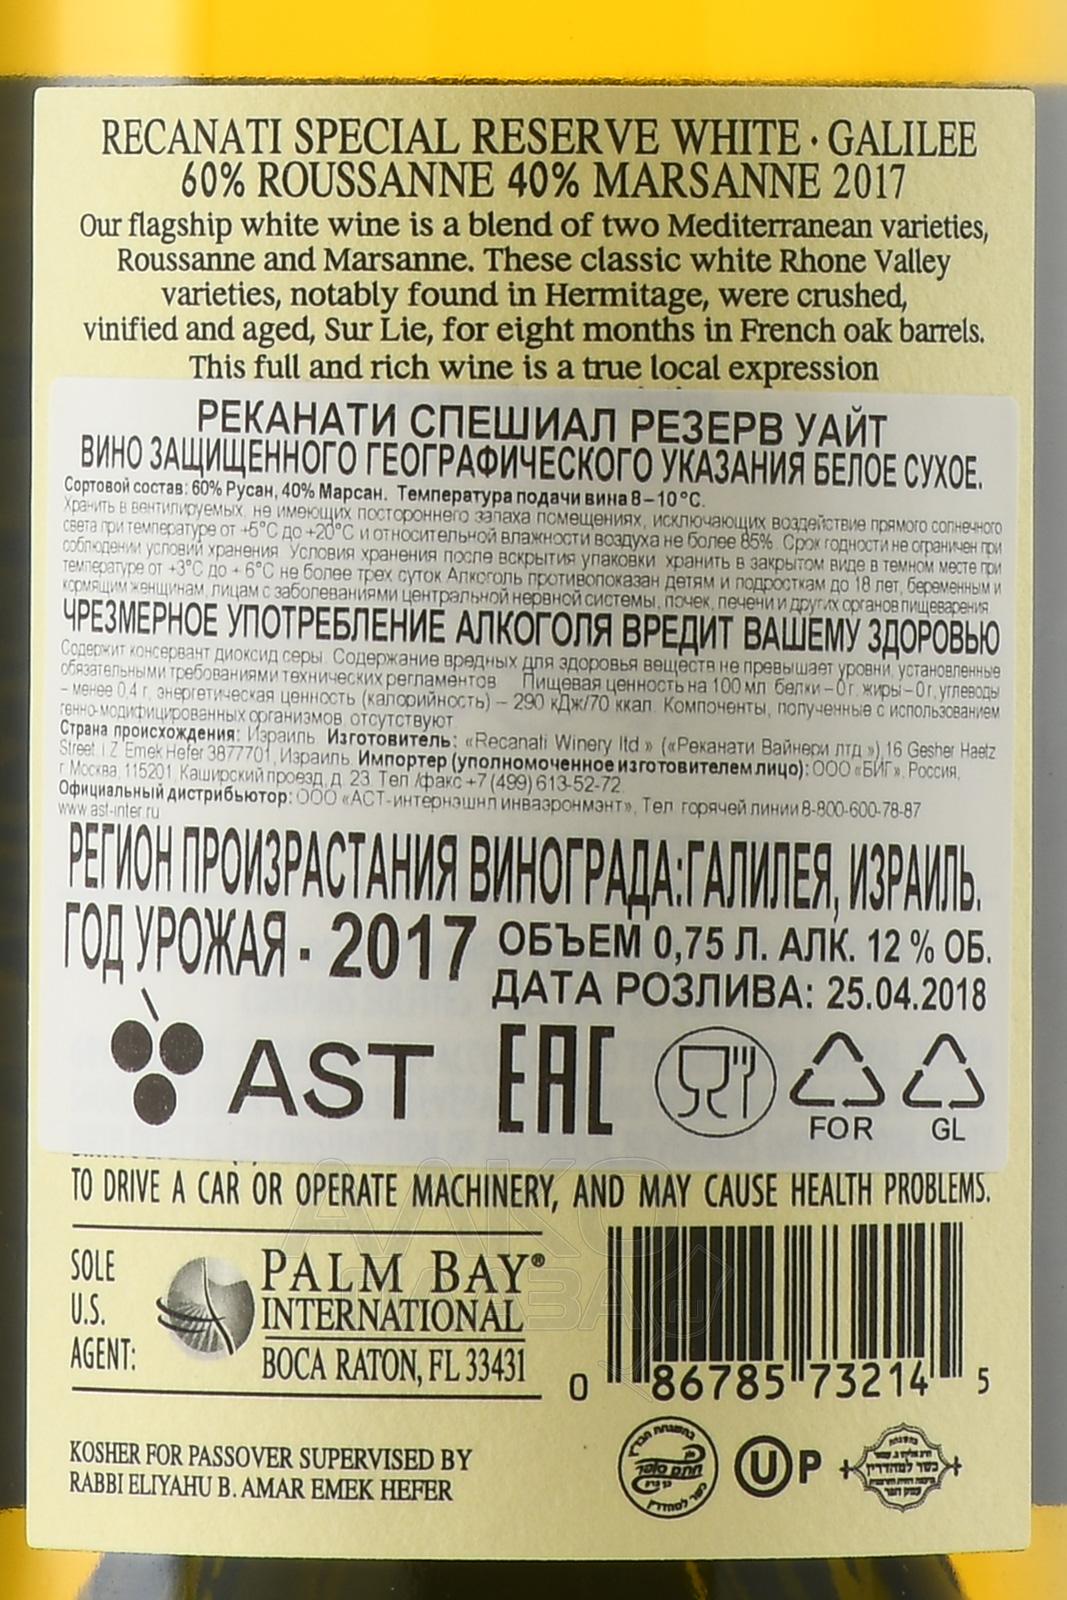 RECANATI SPECIAL RESERVE WHITE · GALILEE
60% ROUSSANNE 40% MARSANNE 2017
Our flagship white wine is a blend of two Mediterranean varieties,
Roussanne and Marsanne. These classic white Rhone Valley
varieties, notably found in Hermitage, were crushed,
vinified and aged, Sur Lie, for eight months in French oak barrels.
This full and rich wine is a true local expression
РЕКАНАТИ СПЕШИАЛ РЕЗЕРВ УАЙТ
ВИНО ЗАЩИЩЕННОГО ГЕОГРАФИЧЕСКОГО УКАЗАНИЯ БЕЛОЕ СУХОЕ.
Сортовой состав: 60% Русан, 40% Марсан. Температура подачи вина 8–10°С.
Хранить в вентилируемых, не имеющих постороннего запаха помещениях, исключающих воздействие прямого солнечного
света при температуре от +5°С до +20°С и относительной влажности воздуха не более 85%. Срок годности не ограничен при
соблюдении условий хранения. Условия хранения после вскрытия упаковки хранить в закрытом виде в темном месте при
температуре от +3°С до + 6°С не более трех суток Алкоголь противопоказан детям и подросткам до 18 лет, беременным и
кормящим женщинам, лицам с заболеваниями центральной нервной системы, почек, печени и других органов пищеварения.
ЧРЕЗМЕРНОЕ УПОТРЕБЛЕНИЕ АЛКОГОЛЯ ВРЕДИТ ВАШЕМУ ЗДОРОВЬЮ
Содержит консервант диоксид серы. Содержание вредных для здоровья веществ не превышает уровни, установленные
обязательными требованиями технических регламентов. Пищевая ценность на 100 мл: белки – 0 г, жиры – 0 г, углеводы
– менее 0,4 г, энергетическая ценность (калорийность) – 290 кДж/70 ккал. Компоненты, полученные с использованием
генно-модифицированных организмов, отсутствуют.
Страна происхождения: Израиль. Изготовитель: «Recanati Winery ltd » («Реканати Вайнери лтд.»), 16 Gesher Haetz
Street. I.Z. Emek Hefer 3877701, Израиль. Импортер (уполномоченное изготовителем лицо): ООО «БИГ», Россия,
г. Москва, 115201, Каширский проезд, д. 23. Тел./факс +7 (499) 613-52-72.
Официальный дистрибьютор: ООО «АСТ-интернэшнл инваэронмэнт», Тел. горячей линии 8-800-600-78-87
www.ast-inter.ru
РЕГИОН ПРОИЗРАСТАНИЯ ВИНОГРАДА: ГАЛИЛЕЯ, ИЗРАИЛЬ.
ГОД УРОЖАЯ - 2017 ОБЪЕМ 0,75 Л. АЛК. 12 % ОБ.
ДАТА РОЗЛИВА: 25.04.2018
AST EAC
FOR GL
TO DRIVE A CAR OR OPERATE MACHINERY, AND MAY CAUSE HEALTH PROBLEMS.
SOLE
U.S.
AGENT:
PALM BAY®
INTERNATIONAL
BOCA RATON, FL 33431
0 86785 73214 5
KOSHER FOR PASSOVER SUPERVISED BY
RABBI ELIYAHU B. AMAR EMEK HEFER
חתם סופר
U P
כשר למהדרין